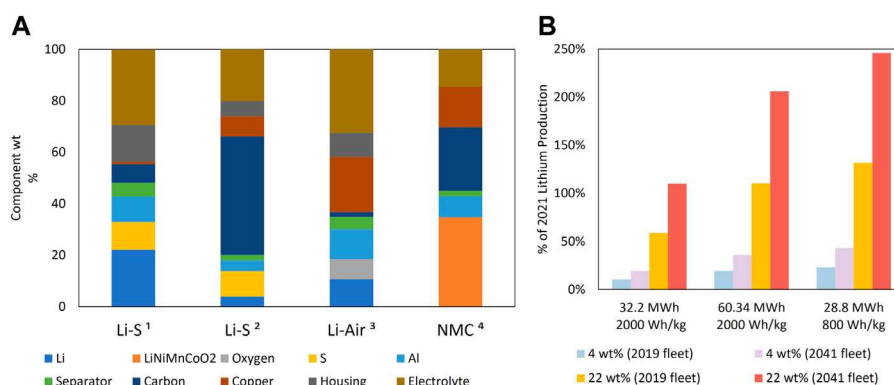 A
Component wt
%
100
80
60
40
20
0
Li-S ¹
Li-S ²
Li-Air ³
NMC ⁴
Li
LiNiMnCoO2
Oxygen
S
Al
Separator
Carbon
Copper
Housing
Electrolyte
B
% of 2021 Lithium Production
250%
200%
150%
100%
50%
0%
32.2 MWh
2000 Wh/kg
60.34 MWh
2000 Wh/kg
28.8 MWh
800 Wh/kg
4 wt% (2019 fleet)
4 wt% (2041 fleet)
22 wt% (2019 fleet)
22 wt% (2041 fleet)